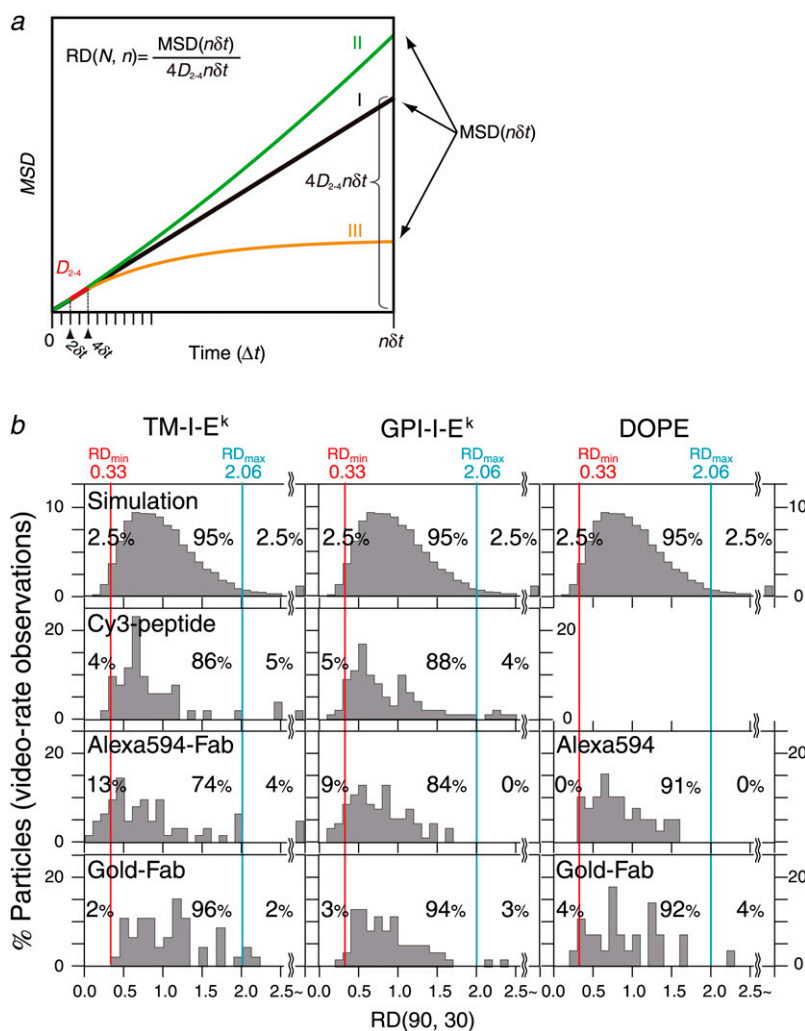 a
RD(N, n)= MSD(nδt) / 4D2-4nδt
II
I
MSD(nδt)
4D2-4nδt
III
MSD
D2-4
0
2δt
4δt
Time (Δt)
nδt
b
TM-I-Ek GPI-I-Ek DOPE
RDmin RDmax RDmin RDmax RDmin RDmax
0.33 2.06 0.33 2.06 0.33 2.06
10 10
Simulation
2.5% 95% 2.5% 2.5% 95% 2.5% 2.5% 95% 2.5%
0 0
20 20
Cy3-peptide
4% 86% 5% 5% 88% 4%
0 0
20 20
Alexa594-Fab Alexa594
13% 74% 4% 9% 84% 0% 0% 91% 0%
0 0
20 20
Gold-Fab Gold-Fab
2% 96% 2% 3% 94% 3% 4% 92% 4%
0 0
0.0 0.5 1.0 1.5 2.0 2.5~ 0.0 0.5 1.0 1.5 2.0 2.5~ 0.0 0.5 1.0 1.5 2.0 2.5~
RD(90, 30)
% Particles (video-rate observations)